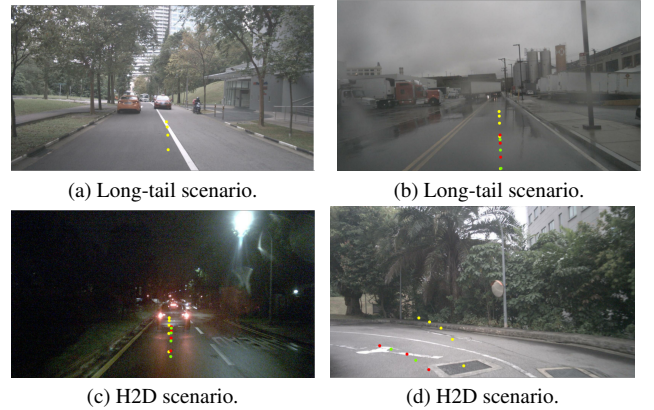 (a) Long-tail scenario.
(b) Long-tail scenario.
(c) H2D scenario.
(d) H2D scenario.